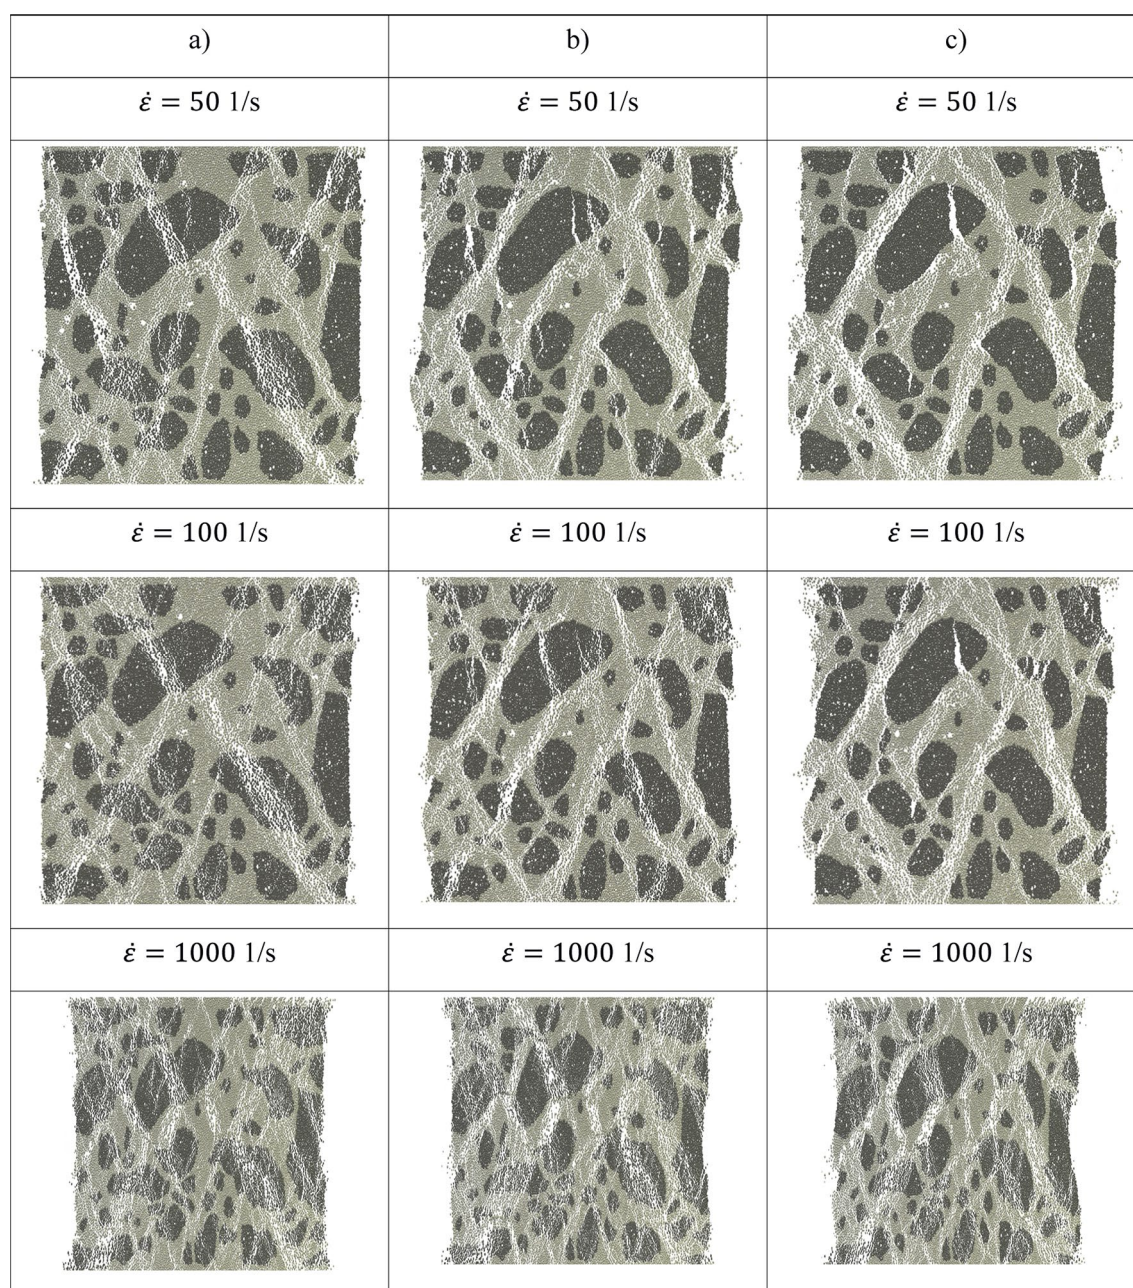 a) b) c)
𝜀̇ = 50 1/s 𝜀̇ = 50 1/s 𝜀̇ = 50 1/s
𝜀̇ = 100 1/s 𝜀̇ = 100 1/s 𝜀̇ = 100 1/s
𝜀̇ = 1000 1/s 𝜀̇ = 1000 1/s 𝜀̇ = 1000 1/s